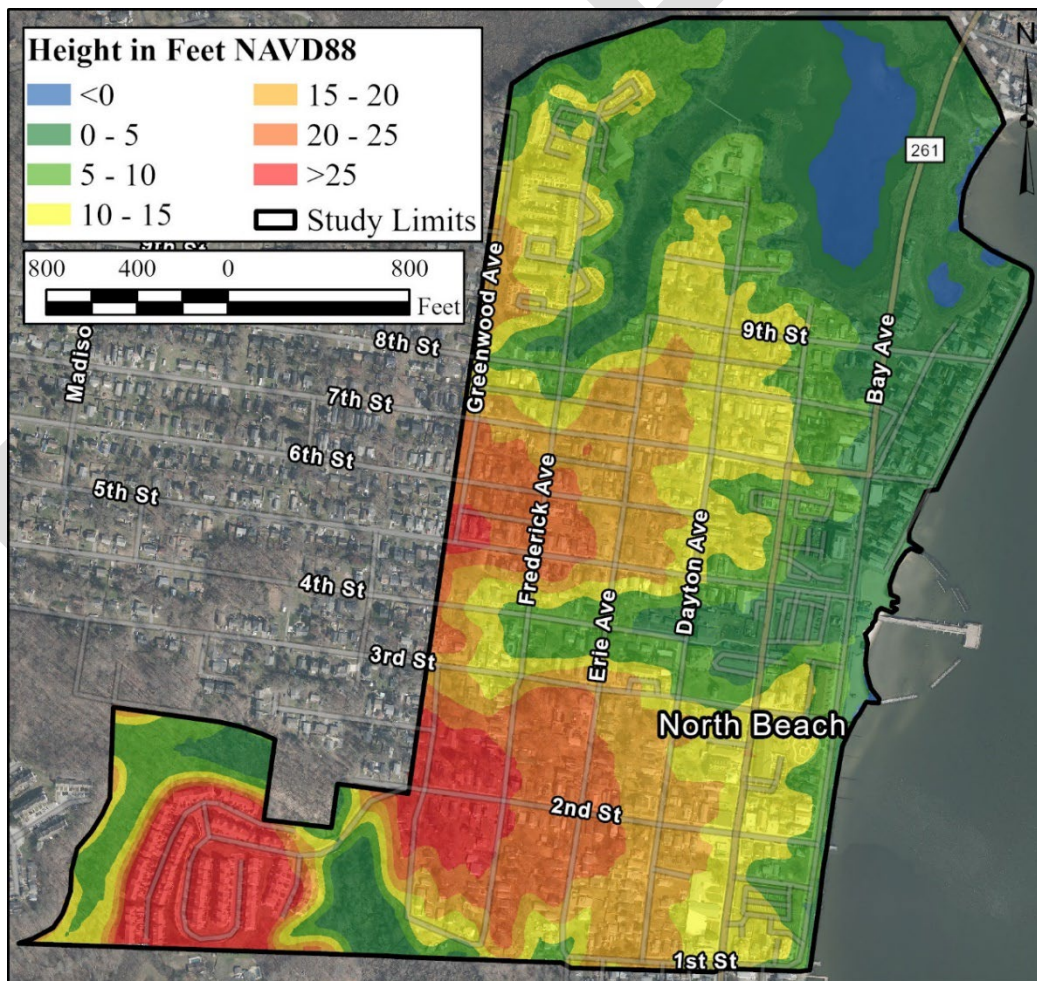 Height in Feet NAVD88
<0
0 - 5
5 - 10
10 - 15
15 - 20
20 - 25
>25
Study Limits
9th St
800 400 0 800
Feet
N
261
Madiso
Greenwood Ave
8th St
9th St
7th St
Bay Ave
6th St
5th St
Frederick Ave
Dayton Ave
4th St
Erie Ave
3rd St
North Beach
2nd St
1st St